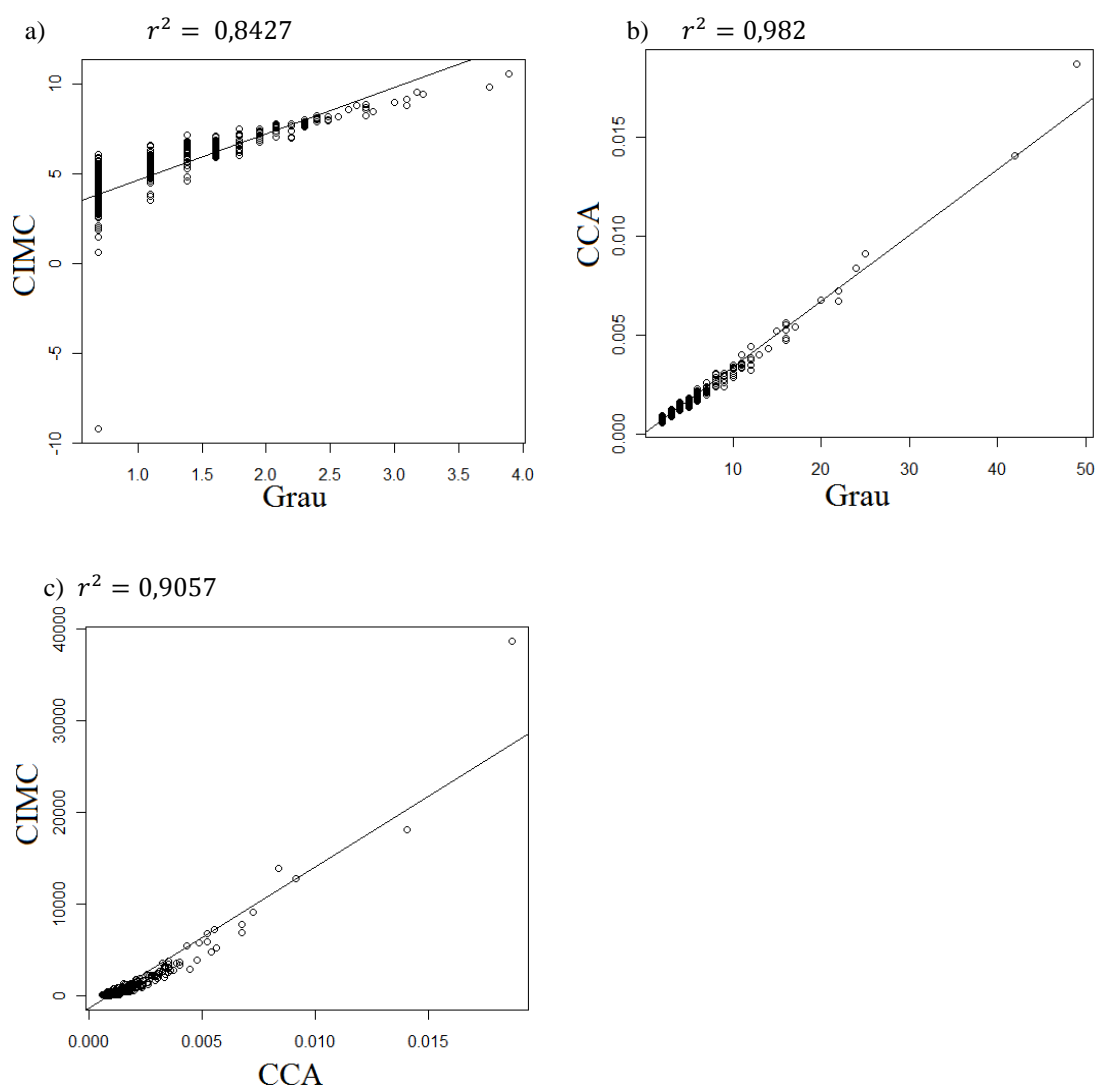 a) r² = 0,8427
b) r² = 0,982
CIMC
10
5
0
-5
-10
1.0 1.5 2.0 2.5 3.0 3.5 4.0
Grau
CCA
0.015
0.010
0.005
0.000
10 20 30 40 50
Grau
c) r² = 0,9057
CIMC
40000
30000
20000
10000
0
0.000 0.005 0.010 0.015
CCA